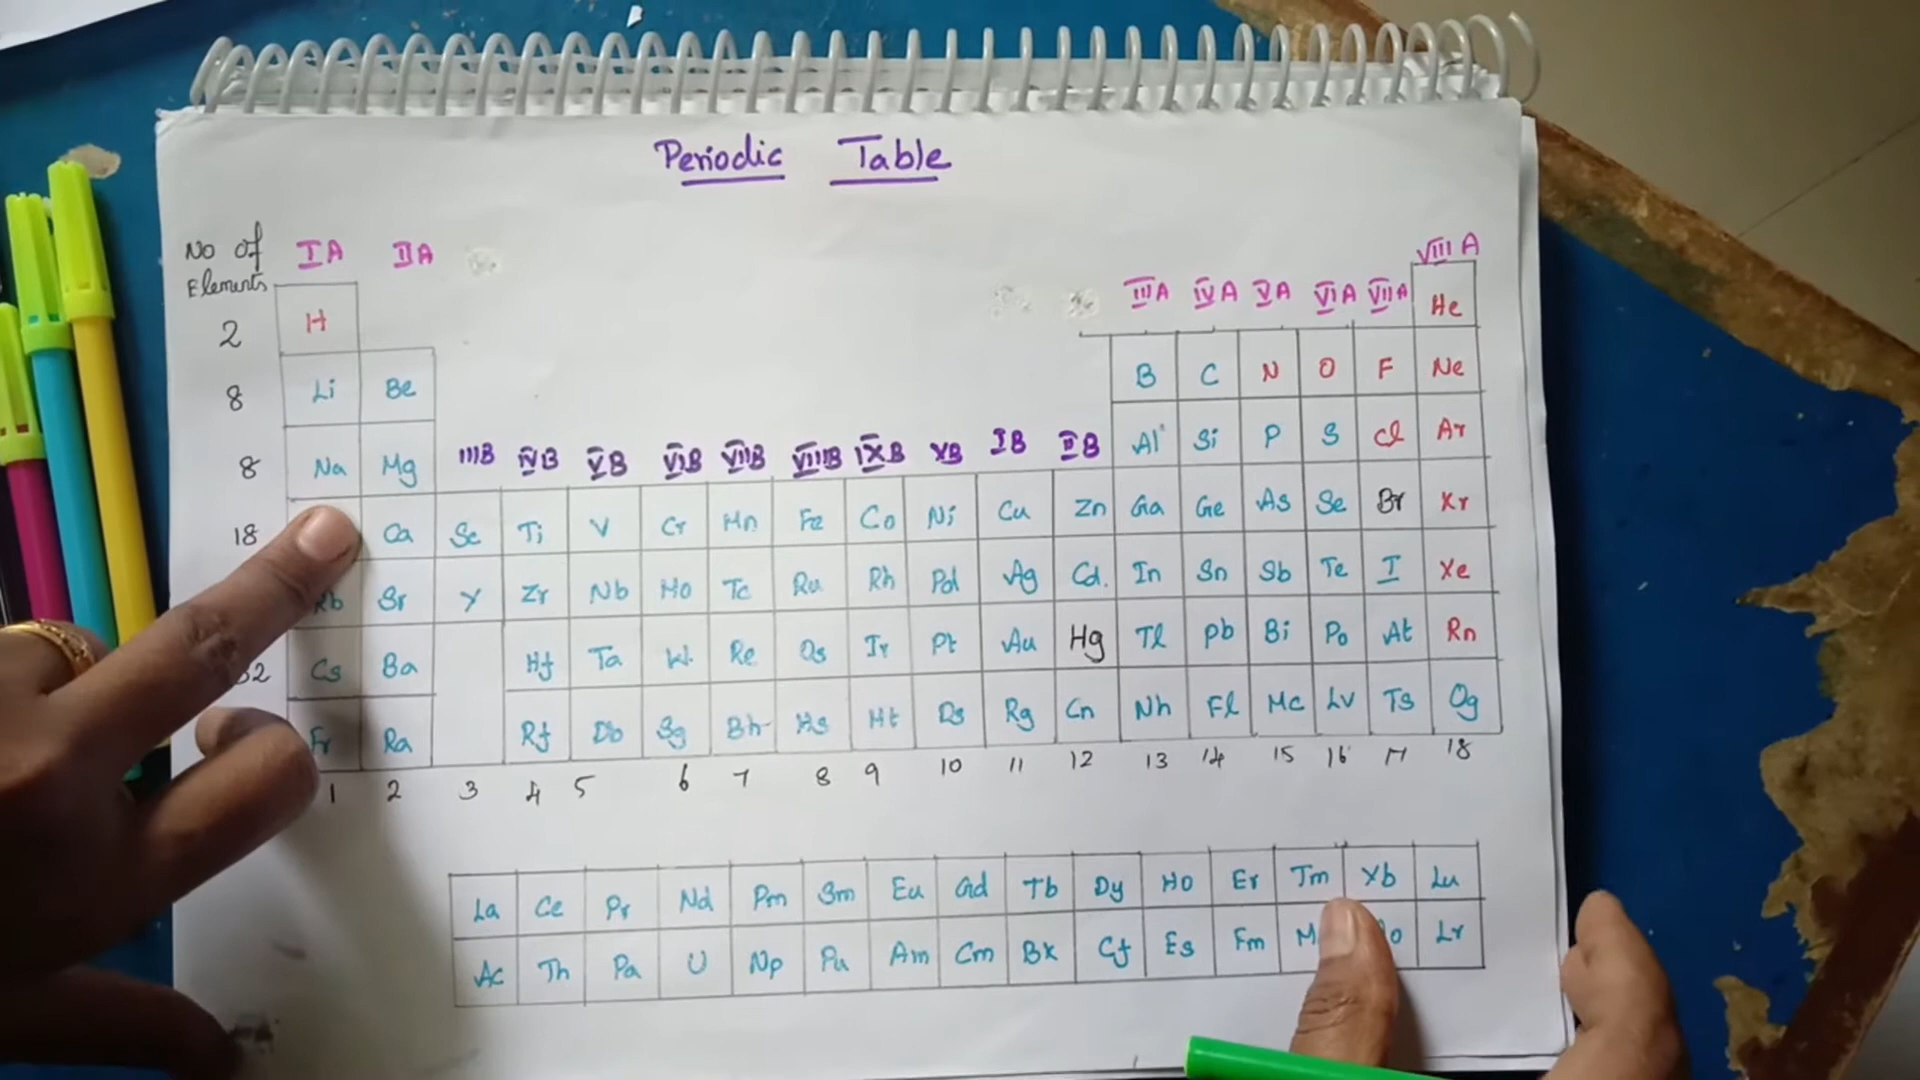 Periodic Table
No of Elements IA IIA VIIIA
IIIA IVA VA VIA VIIA
2 H He
8 Li Be B C N O F Ne
8 Na Mg IIIB IVB VB VIB VIIB VIIIB IXB XB IB IIB Al Si P S Cl Ar
18 Ca Sc Ti V Cr Mn Fe Co Ni Cu Zn Ga Ge As Se Br Kr
Rb Sr Y Zr Nb Mo Tc Ru Rh Pd Ag Cd. In Sn Sb Te I Xe
32 Cs Ba Hf Ta W. Re Os Ir Pt Au Hg Tl Pb Bi Po At Rn
Fr Ra Rf Db Sg Bh Hs Mt Ds Rg Cn Nh Fl Mc Lv Ts Og
1 2 3 4 5 6 7 8 9 10 11 12 13 14 15 16 17 18
La Ce Pr Nd Pm Sm Eu Gd Tb Dy Ho Er Tm Yb Lu
Ac Th Pa U Np Pu Am Cm Bk Cf Es Fm Lr